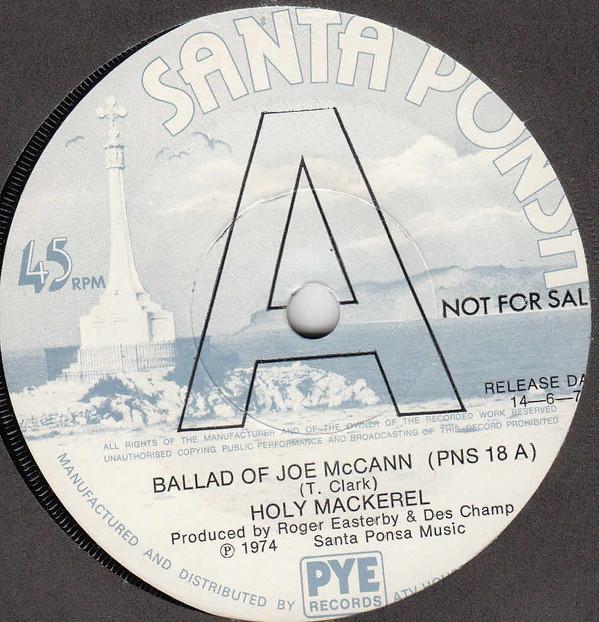 SANTA PONSA
A
45
RPM
NOT FOR SAL
RELEASE DA
14—6—7
ALL RIGHTS OF THE MANUFACTURER AND OF THE OWNER OF THE RECORDED WORK RESERVED
UNAUTHORISED COPYING PUBLIC PERFORMANCE AND BROADCASTING OF THIS RECORD PROHIBITED
BALLAD OF JOE McCANN (PNS 18 A)
(T. Clark)
HOLY MACKEREL
Produced by Roger Easterby & Des Champ
℗ 1974 Santa Ponsa Music
MANUFACTURED AND DISTRIBUTED BY
PYE
RECORDS
ATV